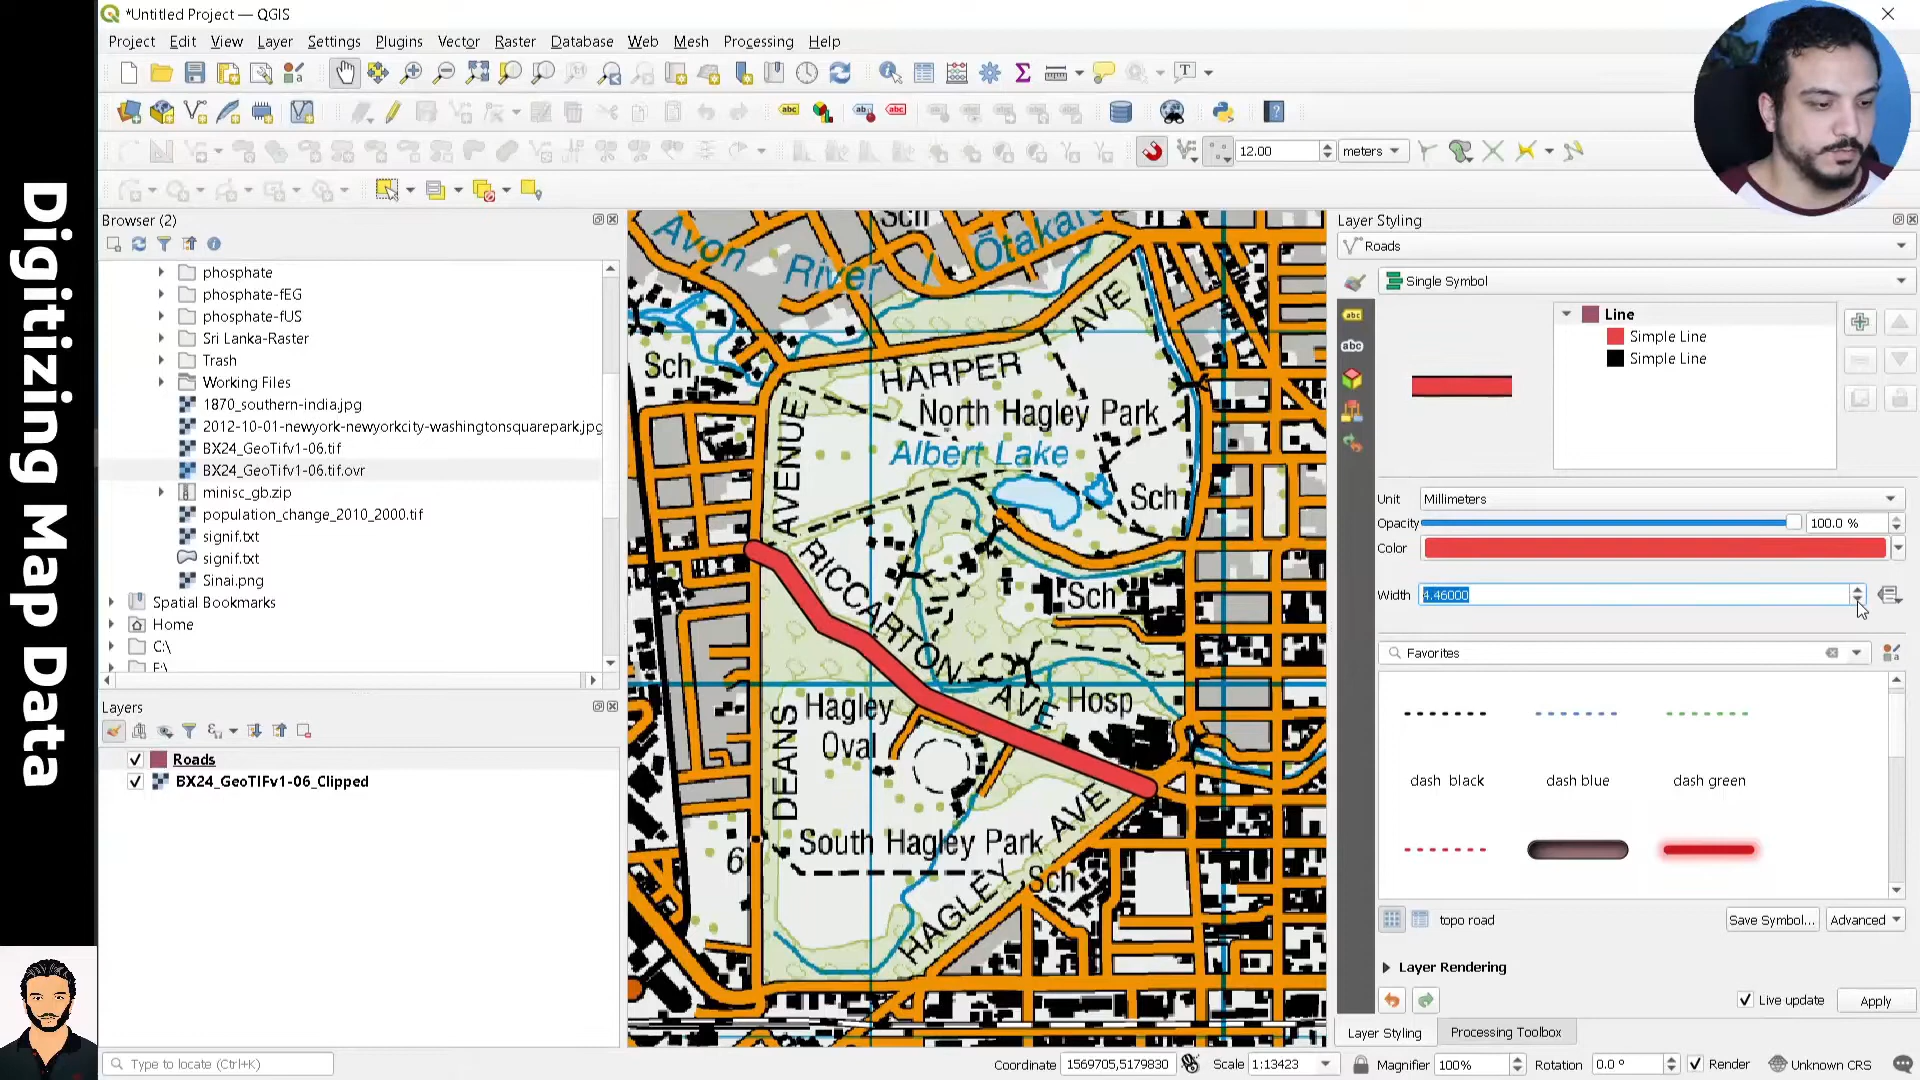 *Untitled Project — QGIS
Project Edit View Layer Settings Plugins Vector Raster Database Web Mesh Processing Help
12.00 meters
Digitizing Map Data
Browser (2)
phosphate
phosphate-fEG
phosphate-fUS
Sri Lanka-Raster
Trash
Working Files
1870_southern-india.jpg
2012-10-01-newyork-newyorkcity-washingtonsquarepark.jpg
BX24_GeoTifv1-06.tif
BX24_GeoTifv1-06.tif.ovr
minisc_gb.zip
population_change_2010_2000.tif
signif.txt
signif.txt
Sinai.png
Spatial Bookmarks
Home
C:\
Layers
Roads
BX24_GeoTIFv1-06_Clipped
Type to locate (Ctrl+K)
Sch
Avon River / Ōtakar
Sch
HARPER AVE
North Hagley Park
Albert Lake
Sch
DEANS AVENUE
RICCARTON AVE
Sch
Hagley Oval
Hosp
South Hagley Park
6
HAGLEY AVE
Sch
Layer Styling
Roads
Single Symbol
Line
Simple Line
Simple Line
Unit Millimeters
Opacity 100.0 %
Color
Width 4.46000
Favorites
dash black dash blue dash green
topo road Save Symbol... Advanced
Layer Rendering
Live update Apply
Layer Styling Processing Toolbox
Coordinate 1569705,5179830 Scale 1:13423 Magnifier 100% Rotation 0.0 ° Render Unknown CRS